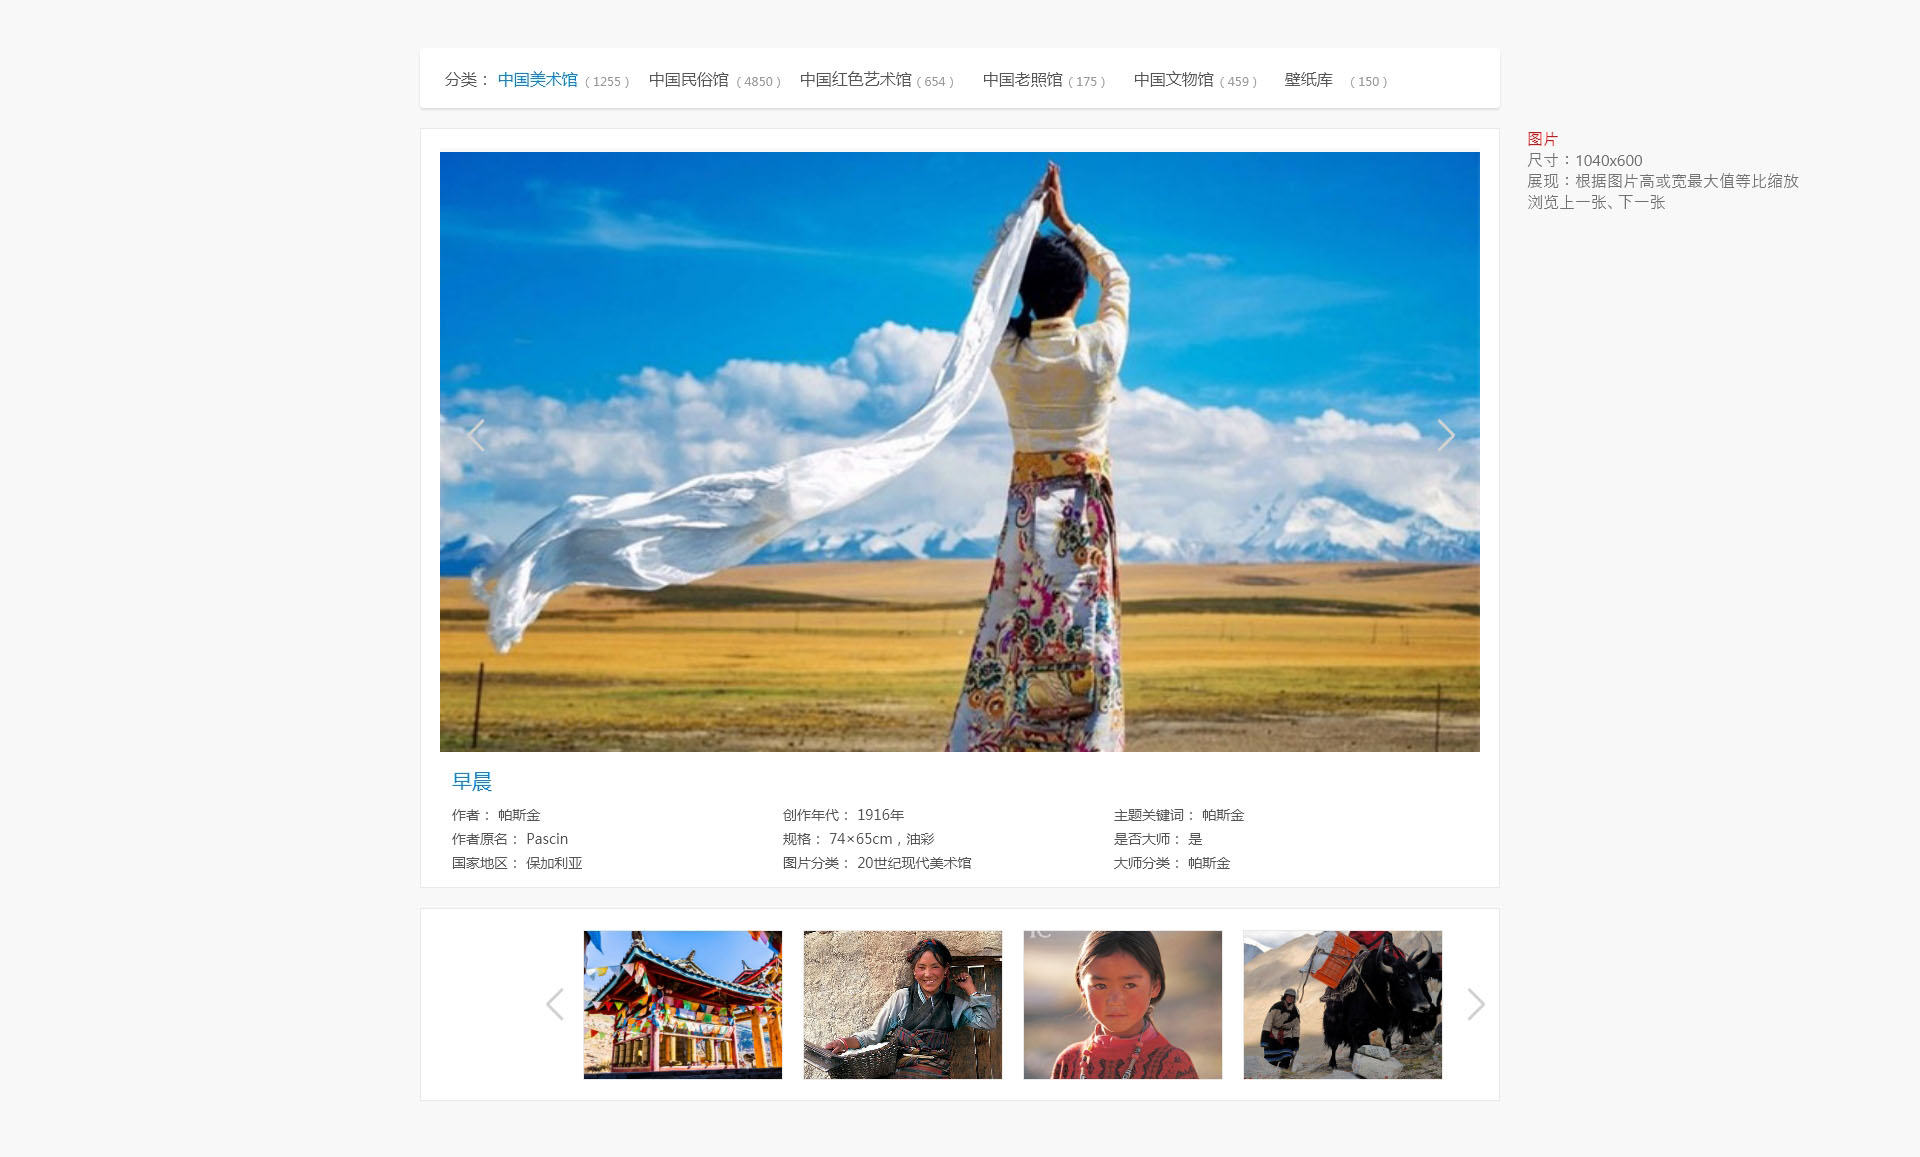 分类： 中国美术馆 （ 1255 ） 中国民俗馆 （ 4850 ） 中国红色艺术馆 （ 654 ） 中国老照馆 （ 175 ） 中国文物馆 （ 459 ） 壁纸库 （ 150 ）
图片
尺寸：1040x600
展现：根据图片高或宽最大值等比缩放
浏览上一张、下一张
早晨
作者： 帕斯金 创作年代： 1916年 主题关键词： 帕斯金
作者原名： Pascin 规格： 74×65cm，油彩 是否大师： 是
国家地区： 保加利亚 图片分类： 20世纪现代美术馆 大师分类： 帕斯金
IC